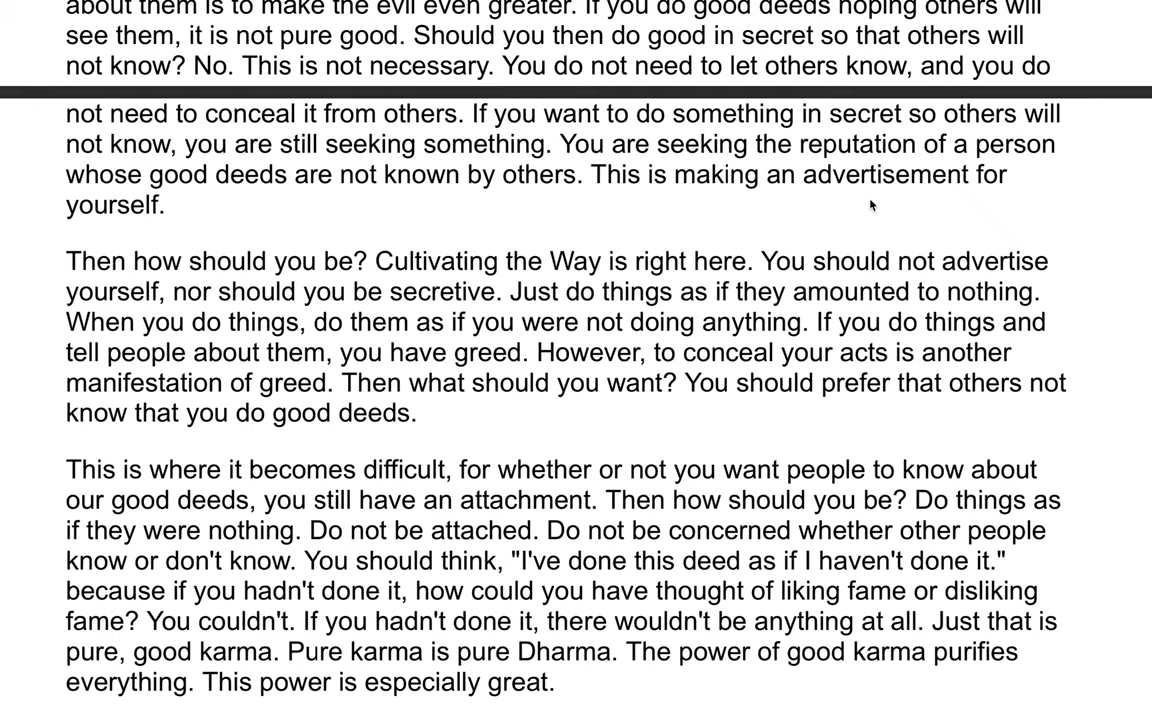 about them is to make the evil even greater. If you do good deeds hoping others will
see them, it is not pure good. Should you then do good in secret so that others will
not know? No. This is not necessary. You do not need to let others know, and you do
not need to conceal it from others. If you want to do something in secret so others will
not know, you are still seeking something. You are seeking the reputation of a person
whose good deeds are not known by others. This is making an advertisement for
yourself.
Then how should you be? Cultivating the Way is right here. You should not advertise
yourself, nor should you be secretive. Just do things as if they amounted to nothing.
When you do things, do them as if you were not doing anything. If you do things and
tell people about them, you have greed. However, to conceal your acts is another
manifestation of greed. Then what should you want? You should prefer that others not
know that you do good deeds.
This is where it becomes difficult, for whether or not you want people to know about
our good deeds, you still have an attachment. Then how should you be? Do things as
if they were nothing. Do not be attached. Do not be concerned whether other people
know or don't know. You should think, "I've done this deed as if I haven't done it."
because if you hadn't done it, how could you have thought of liking fame or disliking
fame? You couldn't. If you hadn't done it, there wouldn't be anything at all. Just that is
pure, good karma. Pure karma is pure Dharma. The power of good karma purifies
everything. This power is especially great.